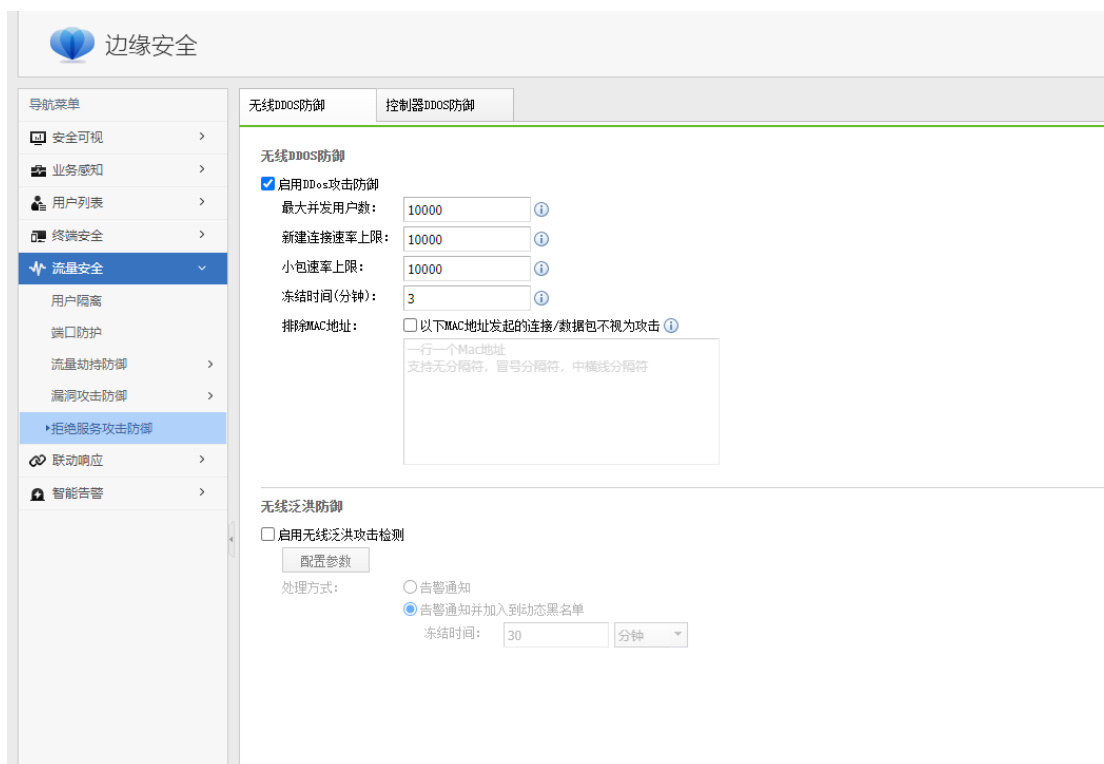 边缘安全
导航菜单
安全可视
业务感知
用户列表
终端安全
流量安全
用户隔离
端口防护
流量劫持防御
漏洞攻击防御
拒绝服务攻击防御
联动响应
智能告警
无线DDOS防御 控制器DDOS防御
无线DDOS防御
启用DDos攻击防御
最大并发用户数: 10000
新建连接速率上限: 10000
小包速率上限: 10000
冻结时间(分钟): 3
排除MAC地址: 以下MAC地址发起的连接/数据包不视为攻击
一行一个Mac地址
支持无分隔符，冒号分隔符，中横线分隔符
无线泛洪防御
启用无线泛洪攻击检测
配置参数
处理方式: 告警通知
告警通知并加入到动态黑名单
冻结时间: 30 分钟